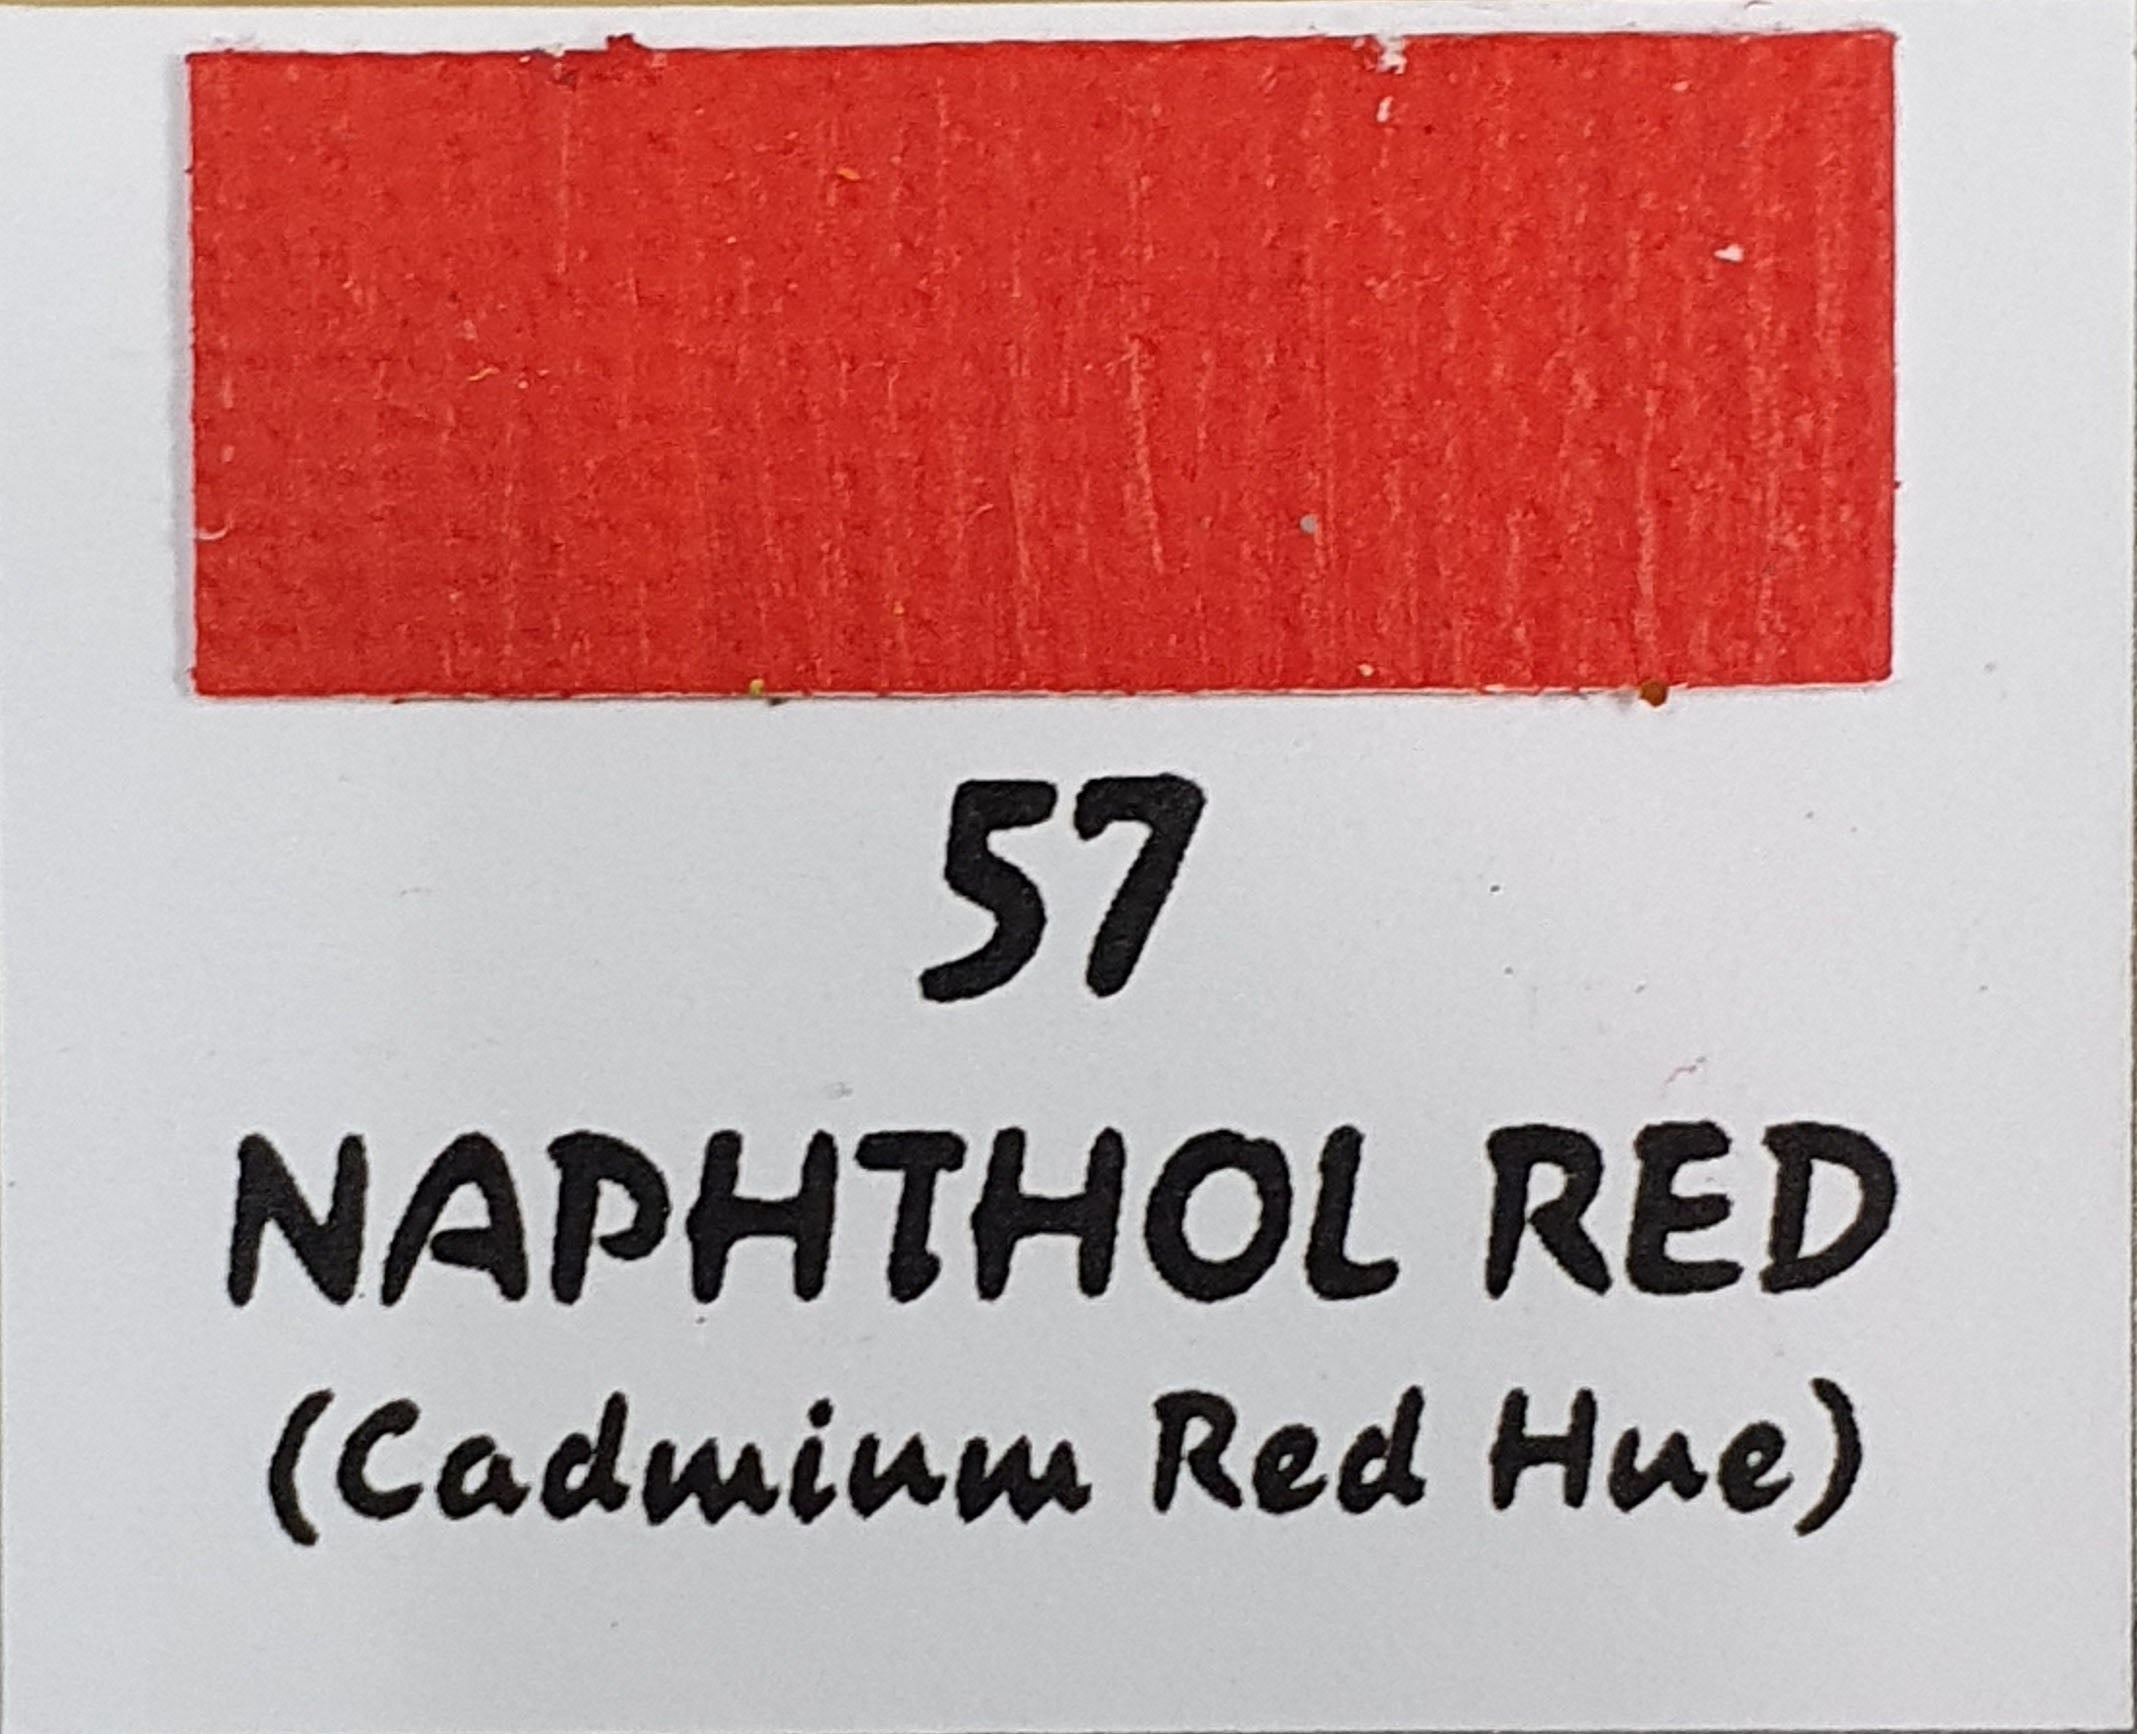 57
NAPHTHOL RED
(Cadmium Red Hue)